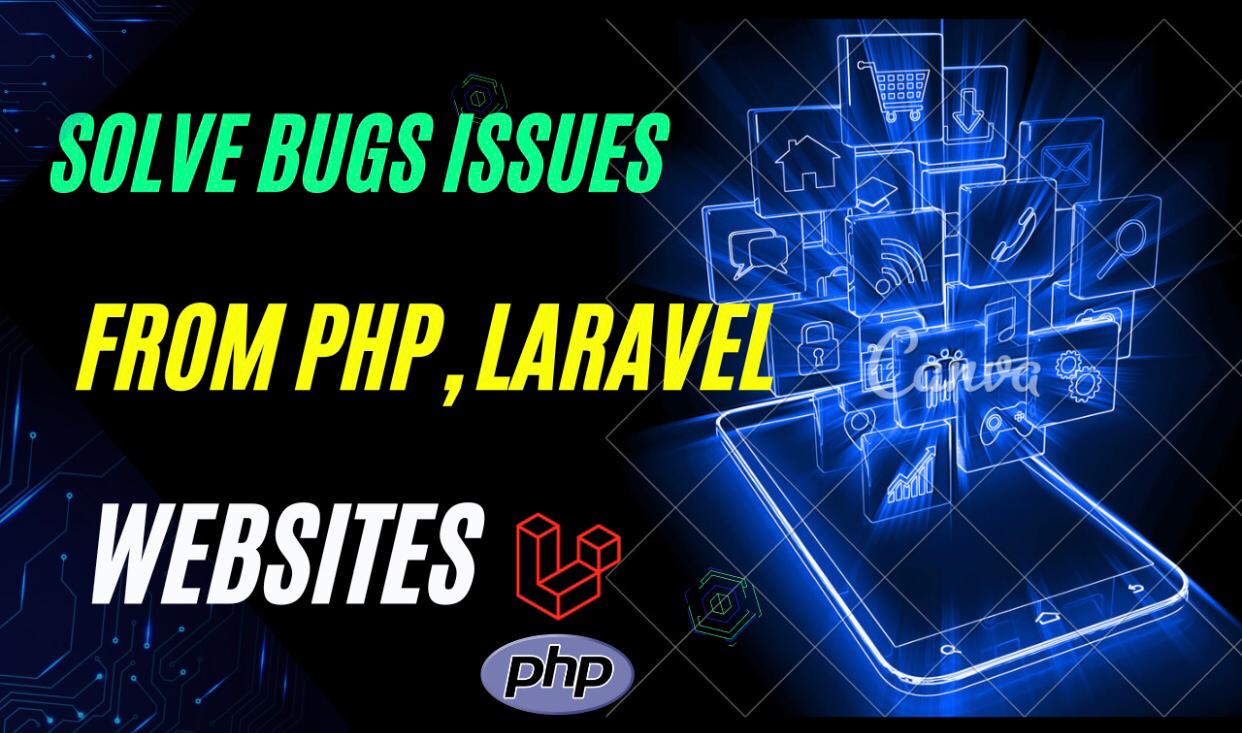 SOLVE BUGS ISSUES
FROM PHP ,LARAVEL
WEBSITES
php
Canva